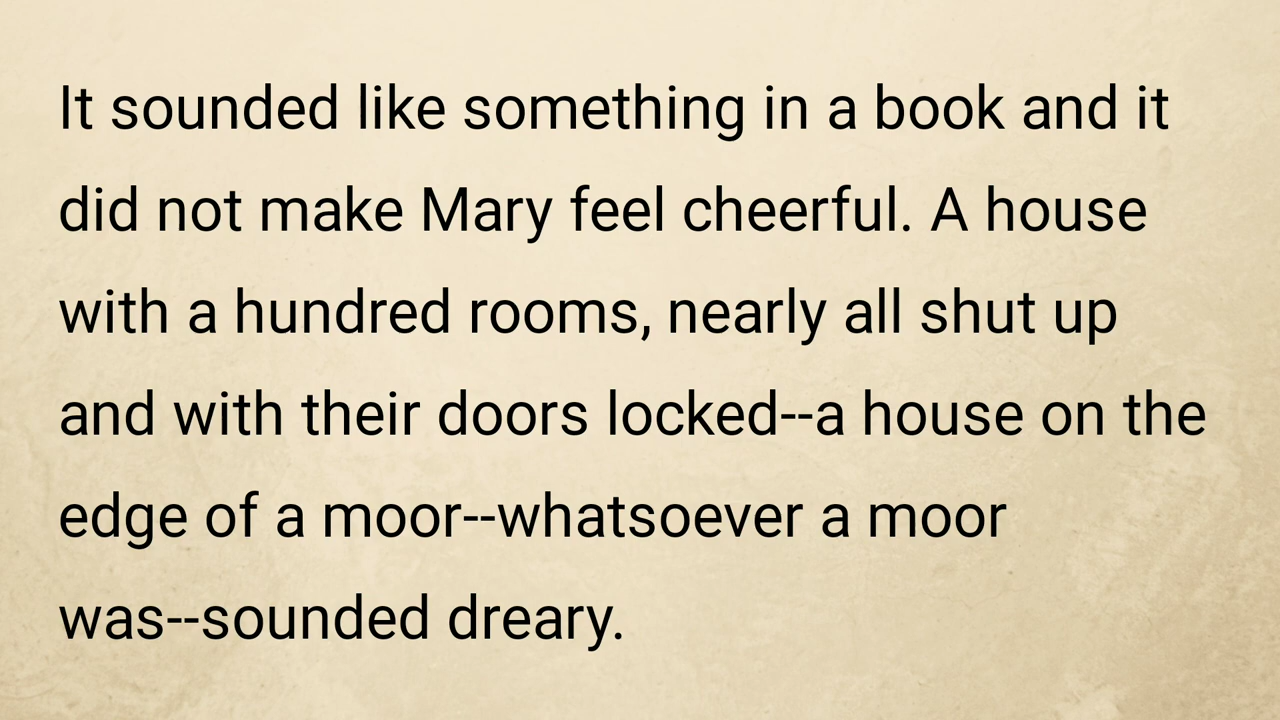 It sounded like something in a book and it
did not make Mary feel cheerful. A house
with a hundred rooms, nearly all shut up
and with their doors locked--a house on the
edge of a moor--whatsoever a moor
was--sounded dreary.